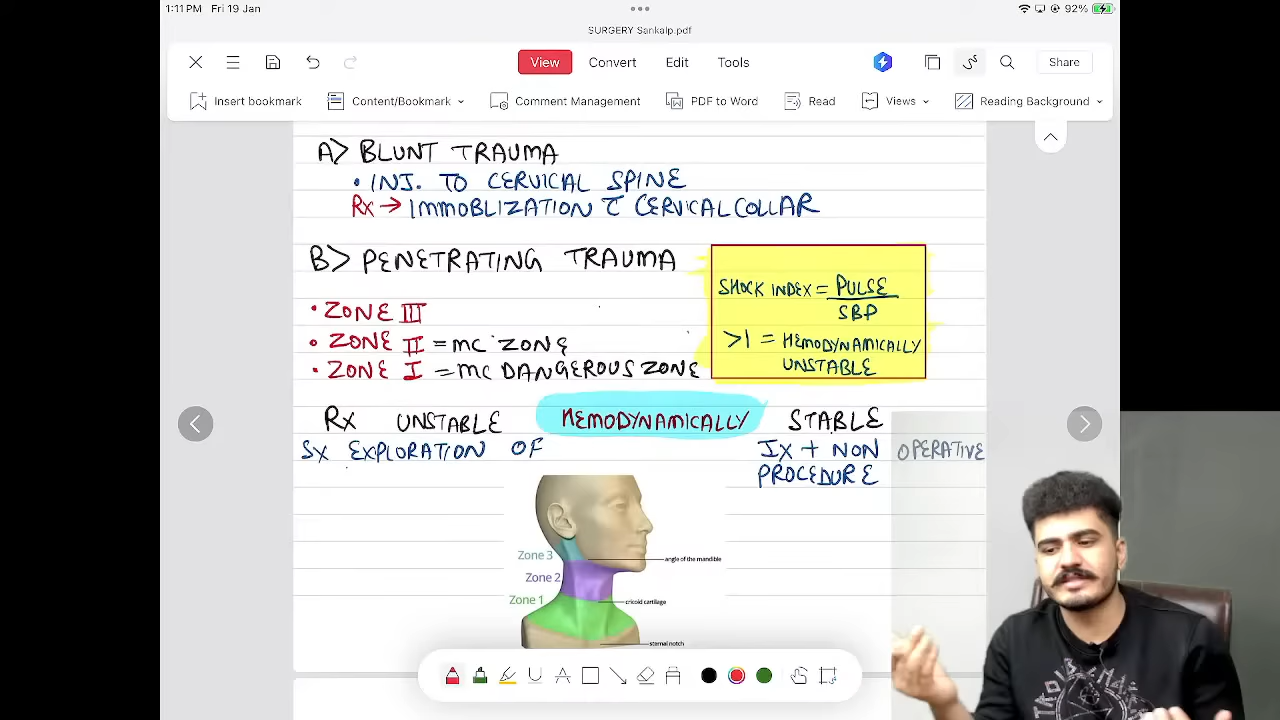 1:11 PM Fri 19 Jan
92%
SURGERY Sankalp.pdf
View Convert Edit Tools Share
Insert bookmark Content/Bookmark Comment Management PDF to Word Read Views Reading Background
A> BLUNT TRAUMA
• INJ. TO CERVICAL SPINE
Rx → IMMOBLIZATION C̄ CERVICAL COLLAR
B> PENETRATING TRAUMA
SHOCK INDEX = PULSE
SBP
>1 = HEMODYNAMICALLY
UNSTABLE
• ZONE III
• ZONE II = MC ZONE
• ZONE I = MC DANGEROUS ZONE
Rx UNSTABLE HEMODYNAMICALLY STABLE
SX EXPLORATION OF
IX + NON OPERATIVE
PROCEDURE
Zone 3
angle of the mandible
Zone 2
Zone 1
cricoid cartilage
sternal notch